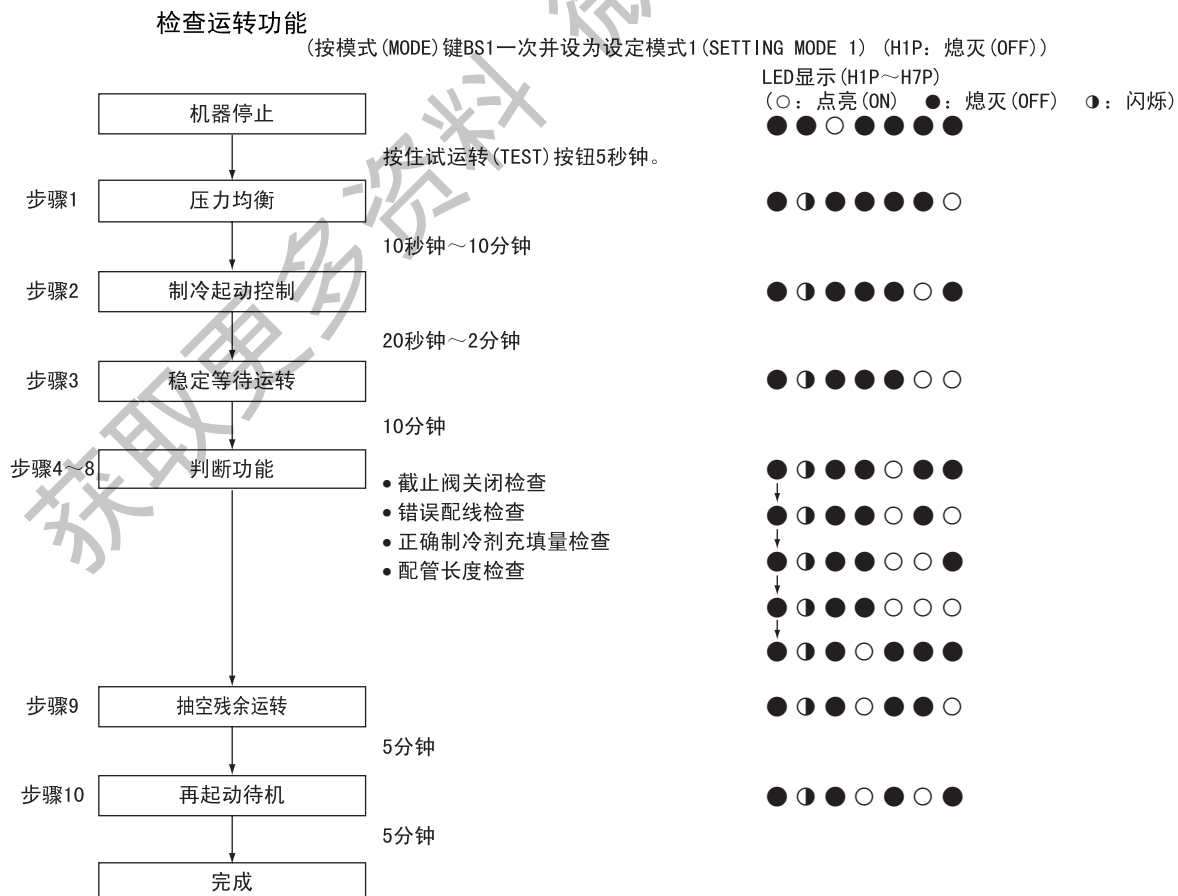 检查运转功能
(按模式(MODE)键BS1一次并设为设定模式1(SETTING MODE 1) (H1P: 熄灭(OFF))
LED显示(H1P～H7P)
(○: 点亮(ON) ●: 熄灭(OFF) ◑: 闪烁)
机器停止
●●○●●●●
按住试运转(TEST)按钮5秒钟。
步骤1 压力均衡
●◑●●●●○
10秒钟～10分钟
步骤2 制冷起动控制
●◑●●●○●
20秒钟～2分钟
步骤3 稳定等待运转
●◑●●●○○
10分钟
步骤4～8 判断功能
●◑●●○●●
• 截止阀关闭检查
• 错误配线检查
●◑●●○●○
• 正确制冷剂充填量检查
●◑●●○○●
• 配管长度检查
●◑●●○○○
●◑●○●●●
步骤9 抽空残余运转
●◑●○●●○
5分钟
步骤10 再起动待机
●◑●○●○●
5分钟
完成
获取更多资料 微